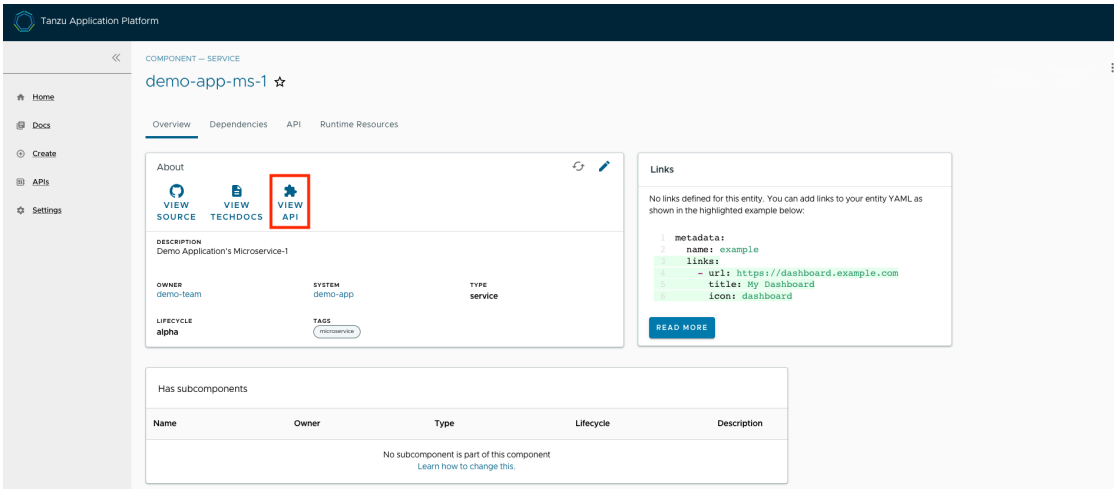 Tanzu Application Platform
Home
Docs
Create
APIs
Settings
COMPONENT — SERVICE
demo-app-ms-1
Overview Dependencies API Runtime Resources
About
VIEW SOURCE
VIEW TECHDOCS
VIEW API
DESCRIPTION
Demo Application's Microservice-1
OWNER SYSTEM TYPE
demo-team demo-app service
LIFECYCLE TAGS
alpha microservice
Links
No links defined for this entity. You can add links to your entity YAML as
shown in the highlighted example below:
1 metadata:
2 name: example
3 links:
4 - url: https://dashboard.example.com
5 title: My Dashboard
6 icon: dashboard
READ MORE
Has subcomponents
Name Owner Type Lifecycle Description
No subcomponent is part of this component
Learn how to change this.